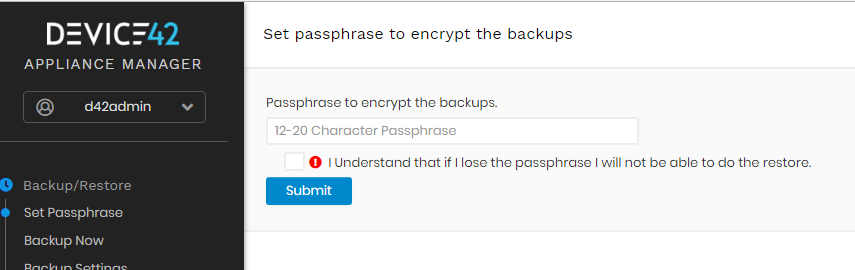 DEVICE42
APPLIANCE MANAGER
d42admin
Backup/Restore
Set Passphrase
Backup Now
Backup Settings
Set passphrase to encrypt the backups
Passphrase to encrypt the backups.
12-20 Character Passphrase
I Understand that if I lose the passphrase I will not be able to do the restore.
Submit